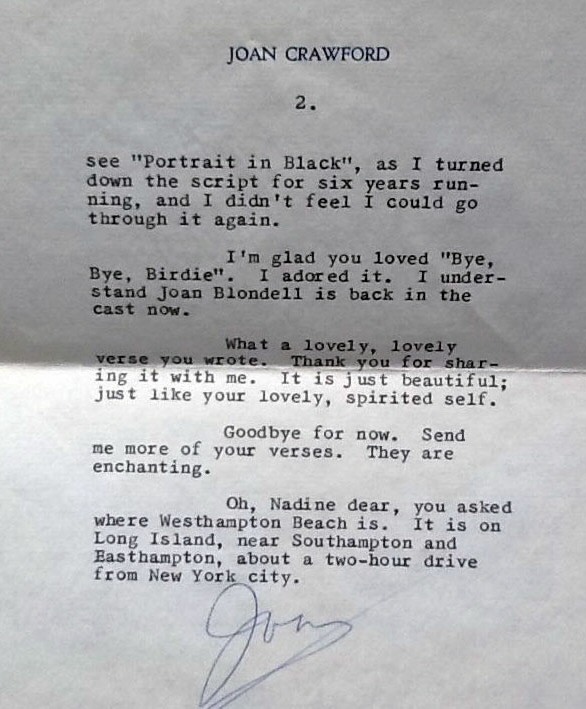 JOAN CRAWFORD
2.
see "Portrait in Black", as I turned
down the script for six years run-
ning, and I didn't feel I could go
through it again.
I'm glad you loved "Bye,
Bye, Birdie". I adored it. I under-
stand Joan Blondell is back in the
cast now.
What a lovely, lovely
verse you wrote. Thank you for shar-
ing it with me. It is just beautiful;
just like your lovely, spirited self.
Goodbye for now. Send
me more of your verses. They are
enchanting.
Oh, Nadine dear, you asked
where Westhampton Beach is. It is on
Long Island, near Southampton and
Easthampton, about a two-hour drive
from New York city.
Joan